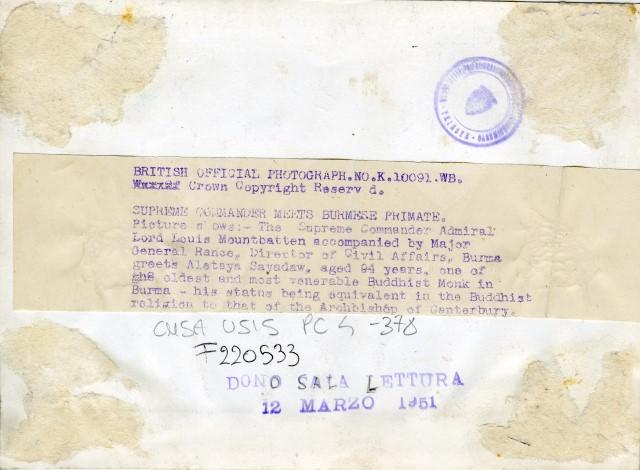 BRITISH OFFICIAL PHOTOGRAPH.NO.K.10091.WB.
Crown Copyright Reserv d.
SUPREME COMMANDER MEETS BURMESE PRIMATE.
Picture s ows:- The Supreme Commander Admiral
Lord Louis Mountbatten accompanied by Major
General Rance, Director of Civil Affairs, Burma
greets Aletaya Sayadaw, aged 94 years, one of
the oldest and most venerable Buddhist Monk in
Burma - his status being equivalent in the Buddhist
religion to that of the Archbishop of Canterbury.
CMSA USIS PC 4 -378
F220533
DONO SALA LETTURA
12 MARZO 1951